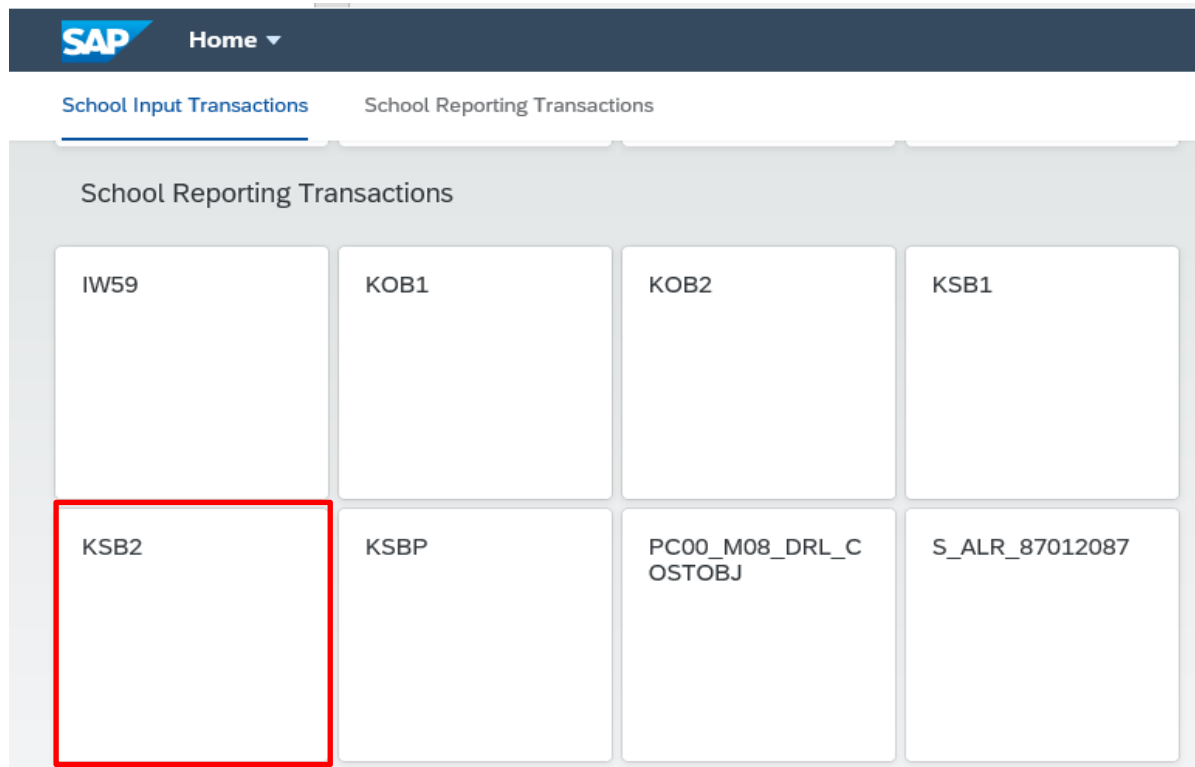 SAP Home
School Input Transactions School Reporting Transactions
School Reporting Transactions
IW59 KOB1 KOB2 KSB1
KSB2 KSBP PC00_M08_DRL_C S_ALR_87012087
OSTOBJ